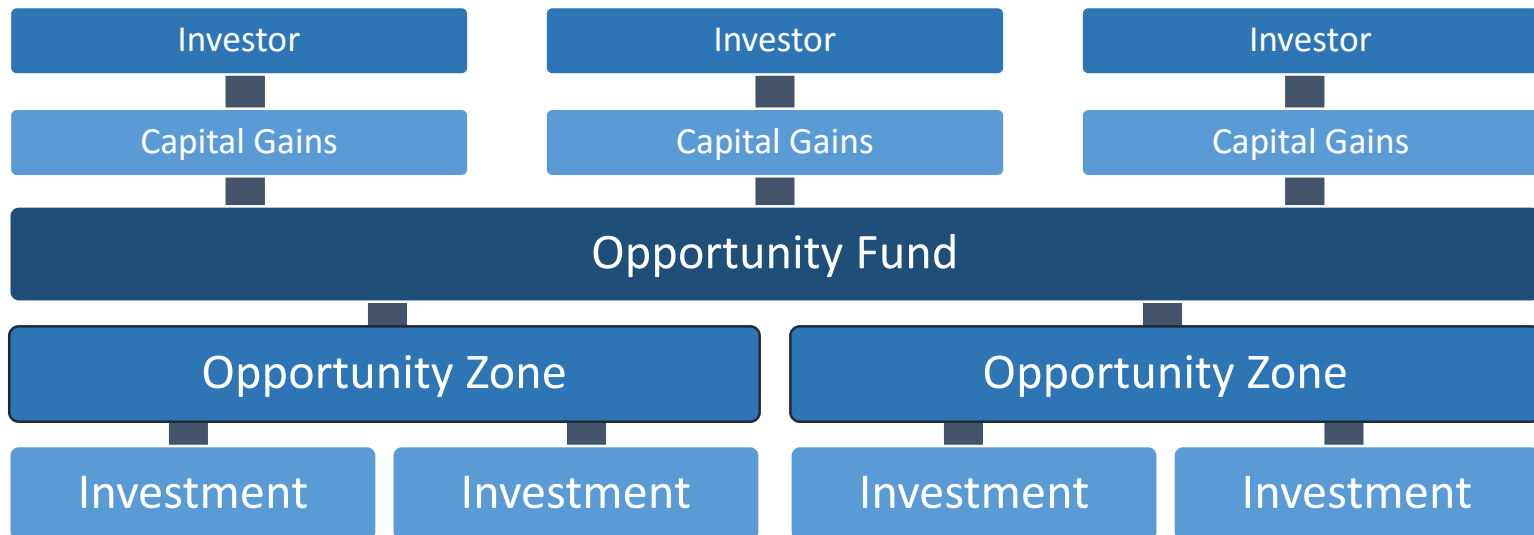 Investor
Investor
Investor
Capital Gains
Capital Gains
Capital Gains
Opportunity Fund
Opportunity Zone
Opportunity Zone
Investment
Investment
Investment
Investment